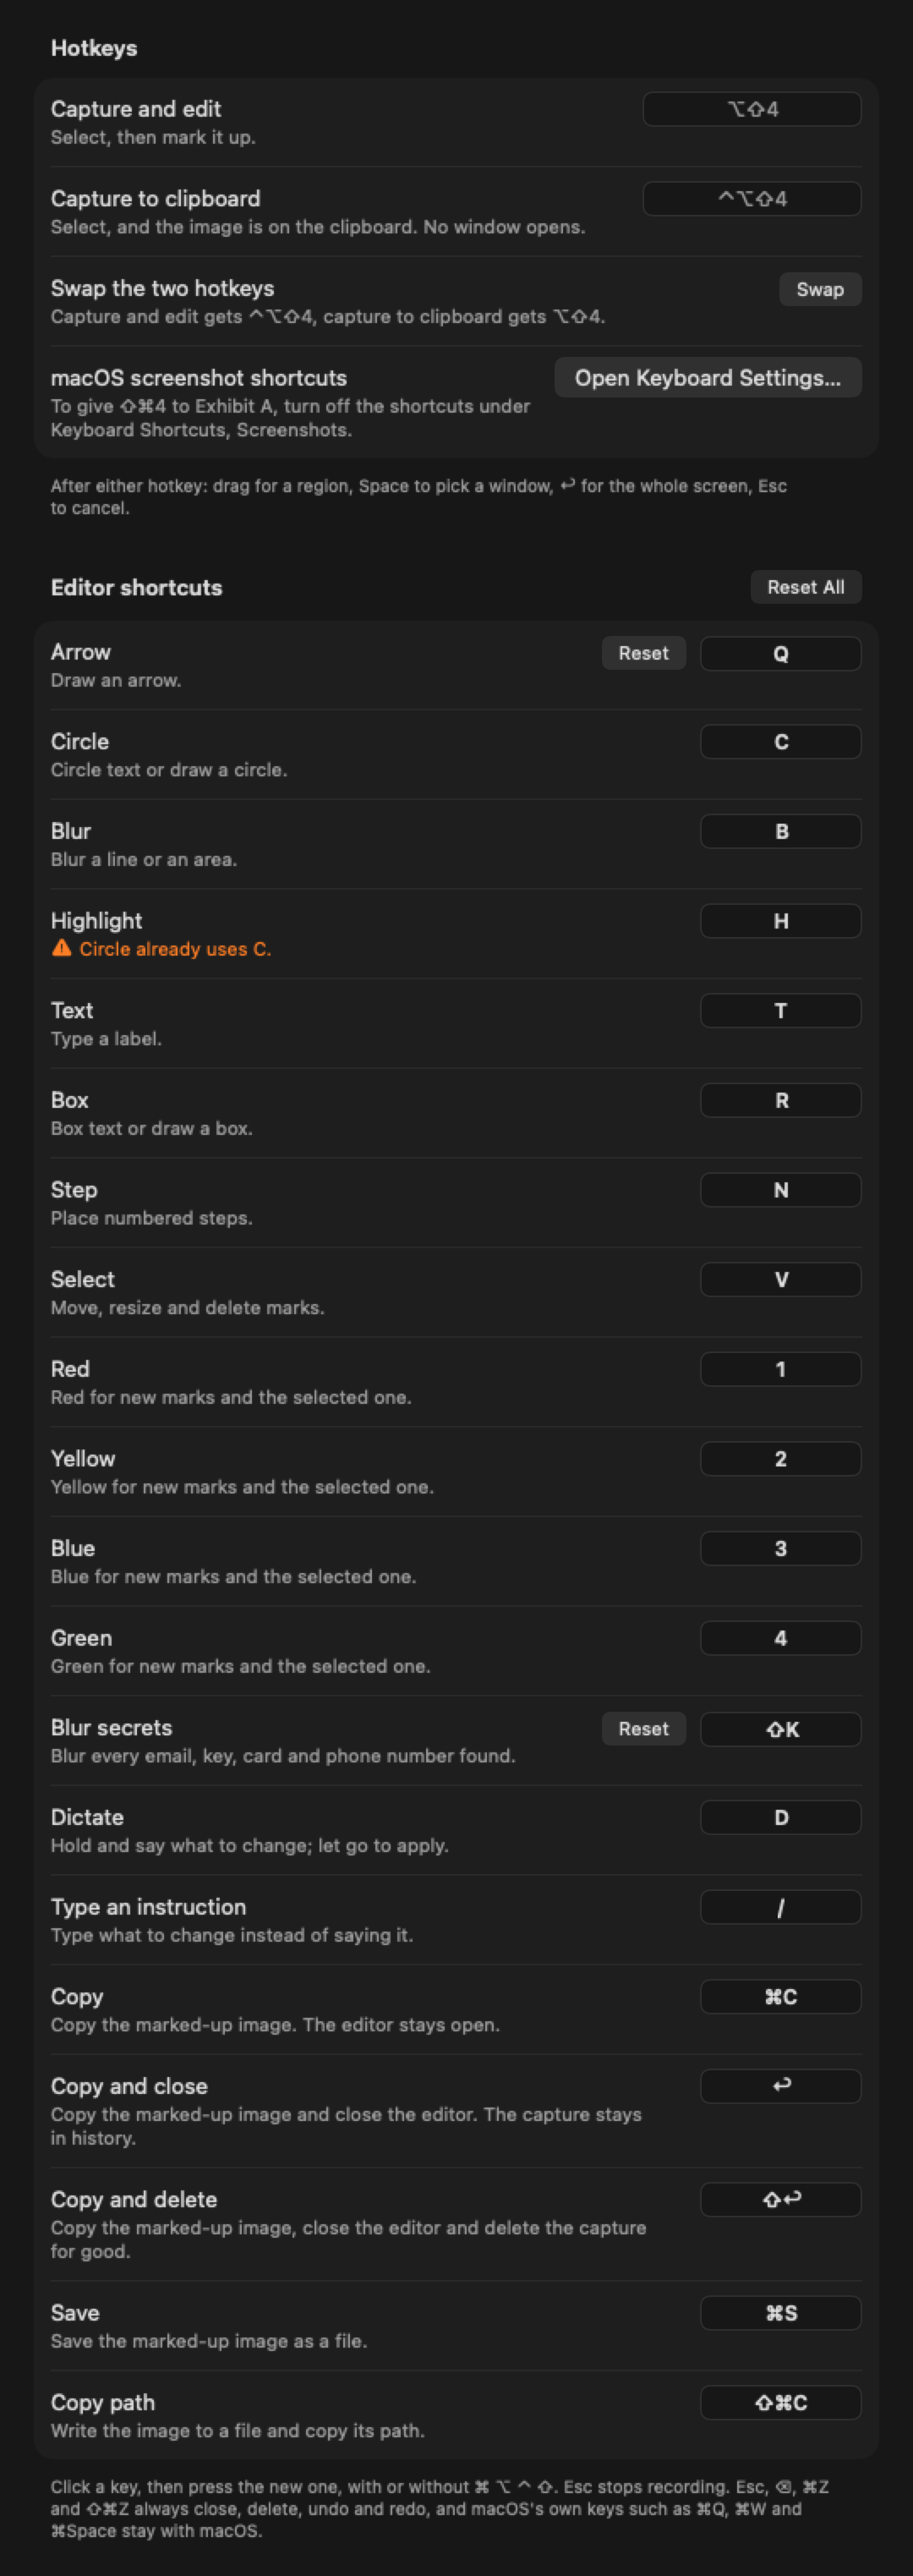 Hotkeys
Capture and edit
⌥⇧4
Select, then mark it up.
Capture to clipboard
⌃⌥⇧4
Select, and the image is on the clipboard. No window opens.
Swap the two hotkeys
Swap
Capture and edit gets ⌃⌥⇧4, capture to clipboard gets ⌥⇧4.
macOS screenshot shortcuts
Open Keyboard Settings...
To give ⇧⌘4 to Exhibit A, turn off the shortcuts under
Keyboard Shortcuts, Screenshots.
After either hotkey: drag for a region, Space to pick a window, ↩ for the whole screen, Esc
to cancel.
Editor shortcuts
Reset All
Arrow
Reset
Q
Draw an arrow.
Circle
C
Circle text or draw a circle.
Blur
B
Blur a line or an area.
Highlight
H
Circle already uses C.
Text
T
Type a label.
Box
R
Box text or draw a box.
Step
N
Place numbered steps.
Select
V
Move, resize and delete marks.
Red
1
Red for new marks and the selected one.
Yellow
2
Yellow for new marks and the selected one.
Blue
3
Blue for new marks and the selected one.
Green
4
Green for new marks and the selected one.
Blur secrets
Reset
⇧K
Blur every email, key, card and phone number found.
Dictate
D
Hold and say what to change; let go to apply.
Type an instruction
/
Type what to change instead of saying it.
Copy
⌘C
Copy the marked-up image. The editor stays open.
Copy and close
↩
Copy the marked-up image and close the editor. The capture stays
in history.
Copy and delete
⇧↩
Copy the marked-up image, close the editor and delete the capture
for good.
Save
⌘S
Save the marked-up image as a file.
Copy path
⇧⌘C
Write the image to a file and copy its path.
Click a key, then press the new one, with or without ⌘ ⌥ ⌃ ⇧. Esc stops recording. Esc, ⌫, ⌘Z
and ⇧⌘Z always close, delete, undo and redo, and macOS's own keys such as ⌘Q, ⌘W and
⌘Space stay with macOS.